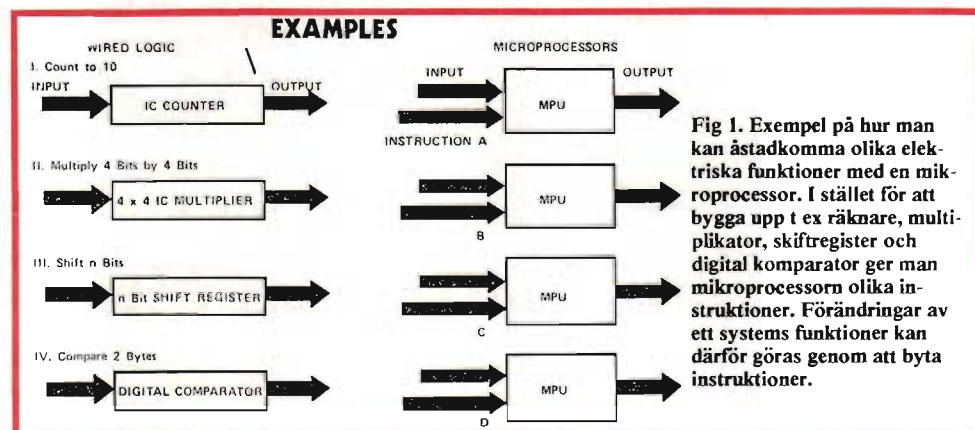 EXAMPLES
WIRED LOGIC
I. Count to 10
INPUT
IC COUNTER
OUTPUT
II. Multiply 4 Bits by 4 Bits
4 x 4 IC MULTIPLIER
III. Shift n Bits
n Bit SHIFT REGISTER
IV. Compare 2 Bytes
DIGITAL COMPARATOR
MICROPROCESSORS
INPUT
MPU
OUTPUT
INSTRUCTION A
MPU
B
MPU
C
MPU
D
Fig 1. Exempel på hur man
kan åstadkomma olika elek-
triska funktioner med en mik-
roprocessor. I stället för att
bygga upp t ex räknare, multi-
plikator, skiftregister och
digital komparator ger man
mikroprocessorn olika in-
struktioner. Förändringar av
ett systems funktioner kan
därför göras genom att byta
instruktioner.